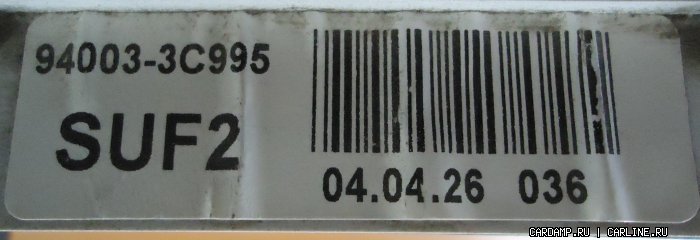 94003-3C995
SUF2
04.04.26 036
CARDAMP.RU | CARLINE.RU